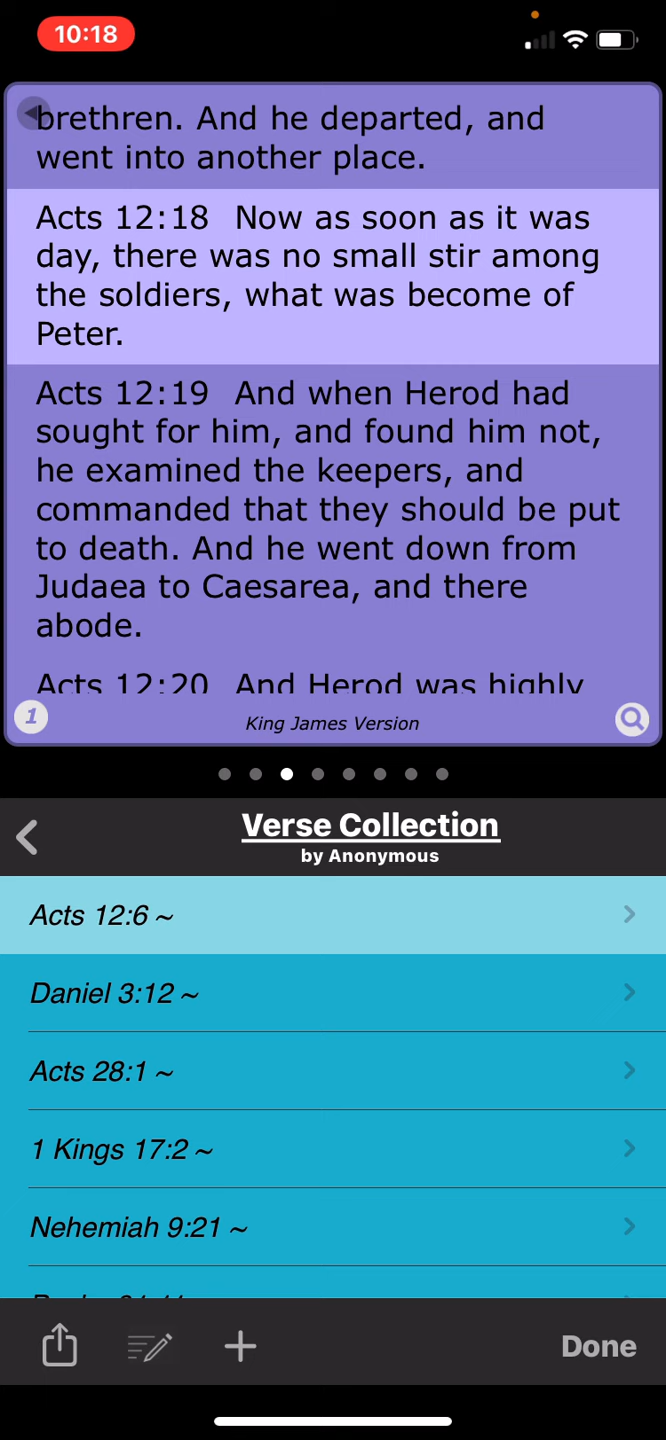 10:18
brethren. And he departed, and
went into another place.
Acts 12:18 Now as soon as it was
day, there was no small stir among
the soldiers, what was become of
Peter.
Acts 12:19 And when Herod had
sought for him, and found him not,
he examined the keepers, and
commanded that they should be put
to death. And he went down from
Judaea to Caesarea, and there
abode.
Acts 12:20 And Herod was highly
1
King James Version
Verse Collection
by Anonymous
Acts 12:6 ~
Daniel 3:12 ~
Acts 28:1 ~
1 Kings 17:2 ~
Nehemiah 9:21 ~
Done